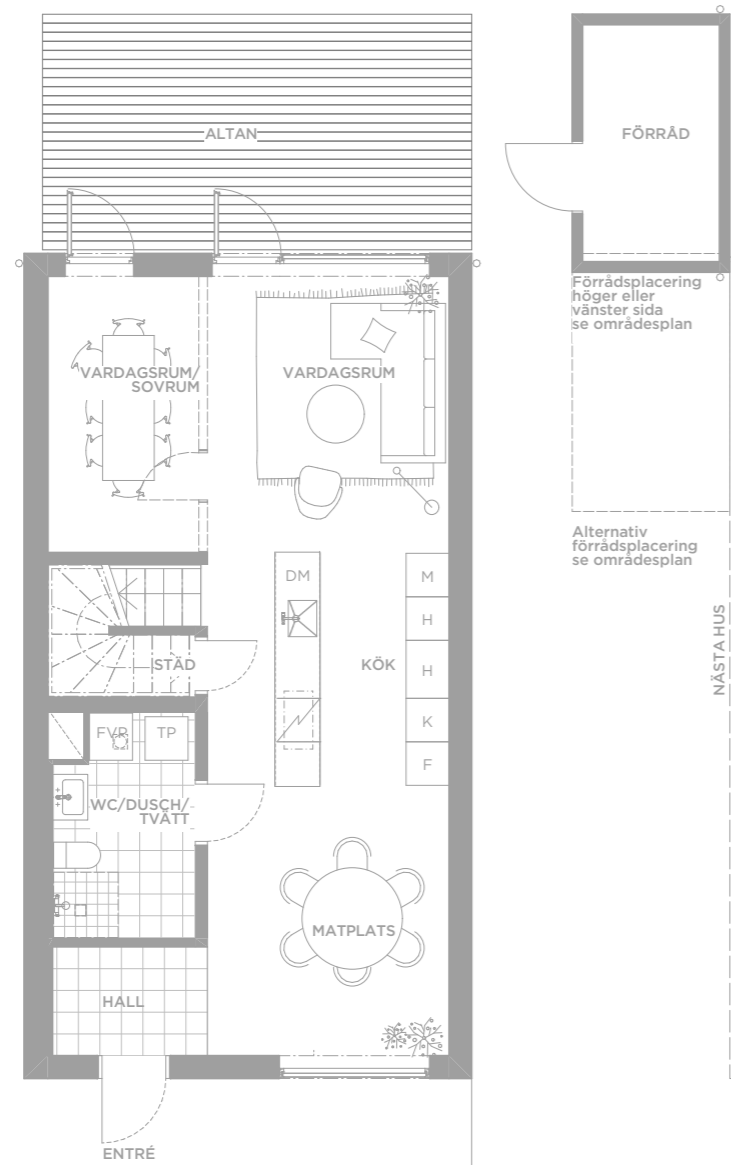 ALTAN
FÖRRÅD
Förrådsplacering
höger eller
vänster sida
se områdesplan
VARDAGSRUM/
SOVRUM
VARDAGSRUM
Alternativ
förrådsplacering
se områdesplan
DM
M
H
H
K
F
KÖK
STÄD
NÄSTA HUS
FVP
TP
WC/DUSCH/
TVÄTT
MATPLATS
HALL
ENTRÉ